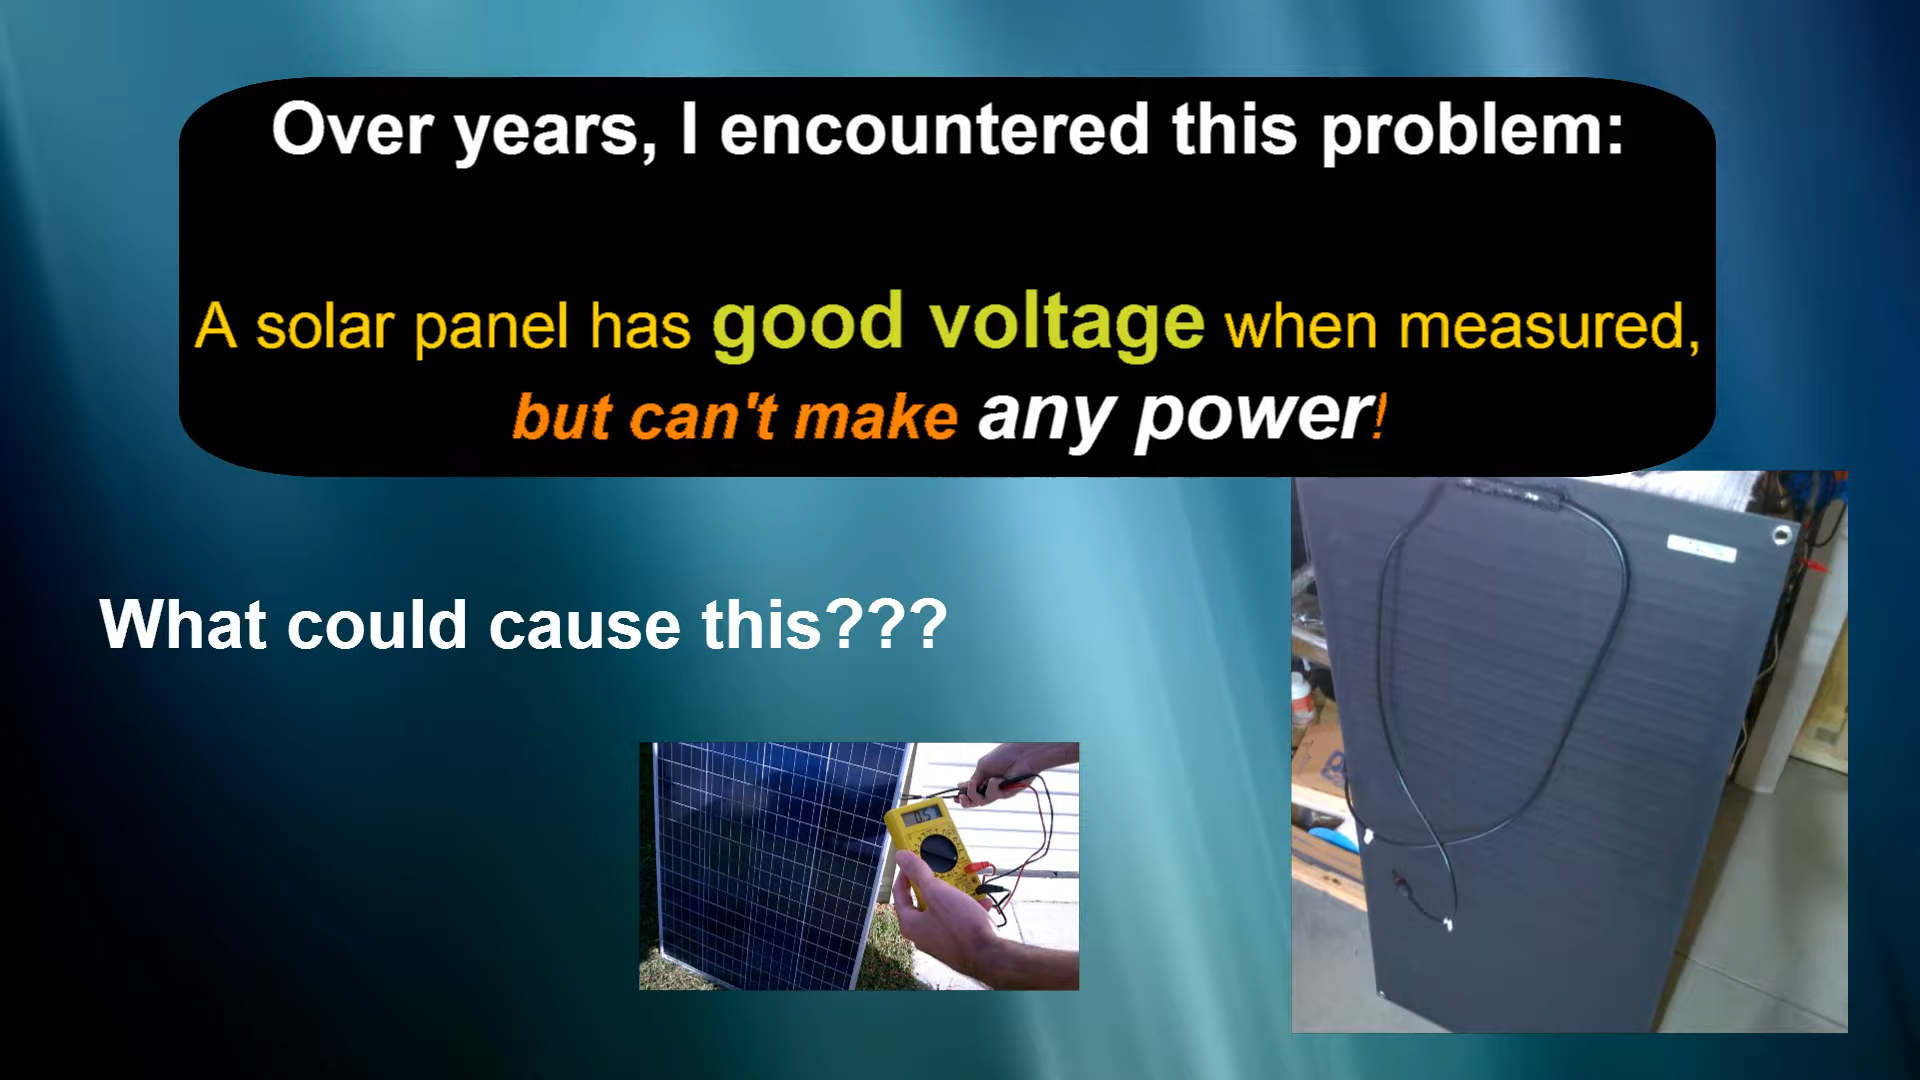 Over years, I encountered this problem:
A solar panel has good voltage when measured,
but can't make any power!
What could cause this???